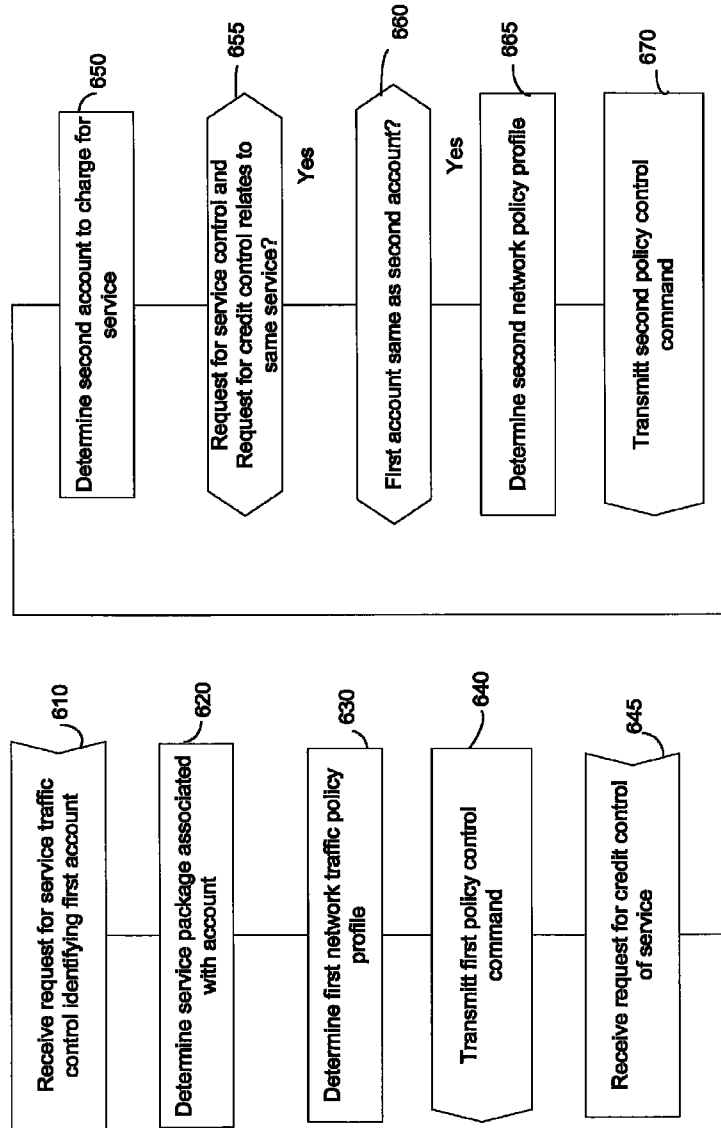 Receive request for service traffic
control identifying first account
610
Determine service package associated
with account
620
Determine first network traffic policy
profile
630
Transmitt first policy control
command
640
Receive request for credit control
of service
645
Determine second account to charge for
service
650
Request for service control and
Request for credit control relates to
same service?
655
Yes
First account same as second account?
660
Yes
Determine second network policy profile
665
Transmitt second policy control
command
670